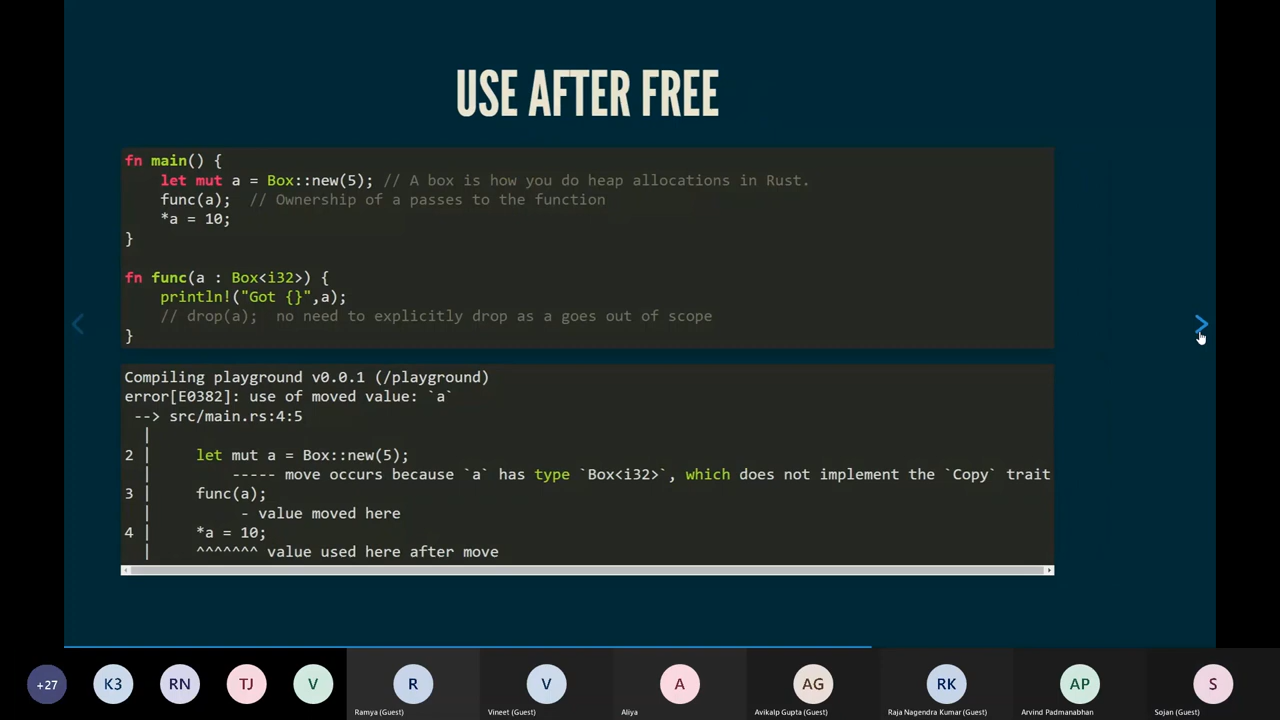 USE AFTER FREE
fn main() {
    let mut a = Box::new(5); // A box is how you do heap allocations in Rust.
    func(a);  // Ownership of a passes to the function
    *a = 10;
}
fn func(a : Box<i32>) {
    println!("Got {}",a);
    // drop(a);  no need to explicitly drop as a goes out of scope
}
Compiling playground v0.0.1 (/playground)
error[E0382]: use of moved value: `a`
 --> src/main.rs:4:5
  |
2 |     let mut a = Box::new(5);
  |         ----- move occurs because `a` has type `Box<i32>`, which does not implement the `Copy` trait
3 |     func(a);
  |          - value moved here
4 |     *a = 10;
  |     ^^^^^^^ value used here after move
+27
K3
RN
TJ
V
R
V
A
AG
RK
AP
S
Ramya (Guest)
Vineet (Guest)
Aliya
Avikalp Gupta (Guest)
Raja Nagendra Kumar (Guest)
Arvind Padmanabhan
Sojan (Guest)